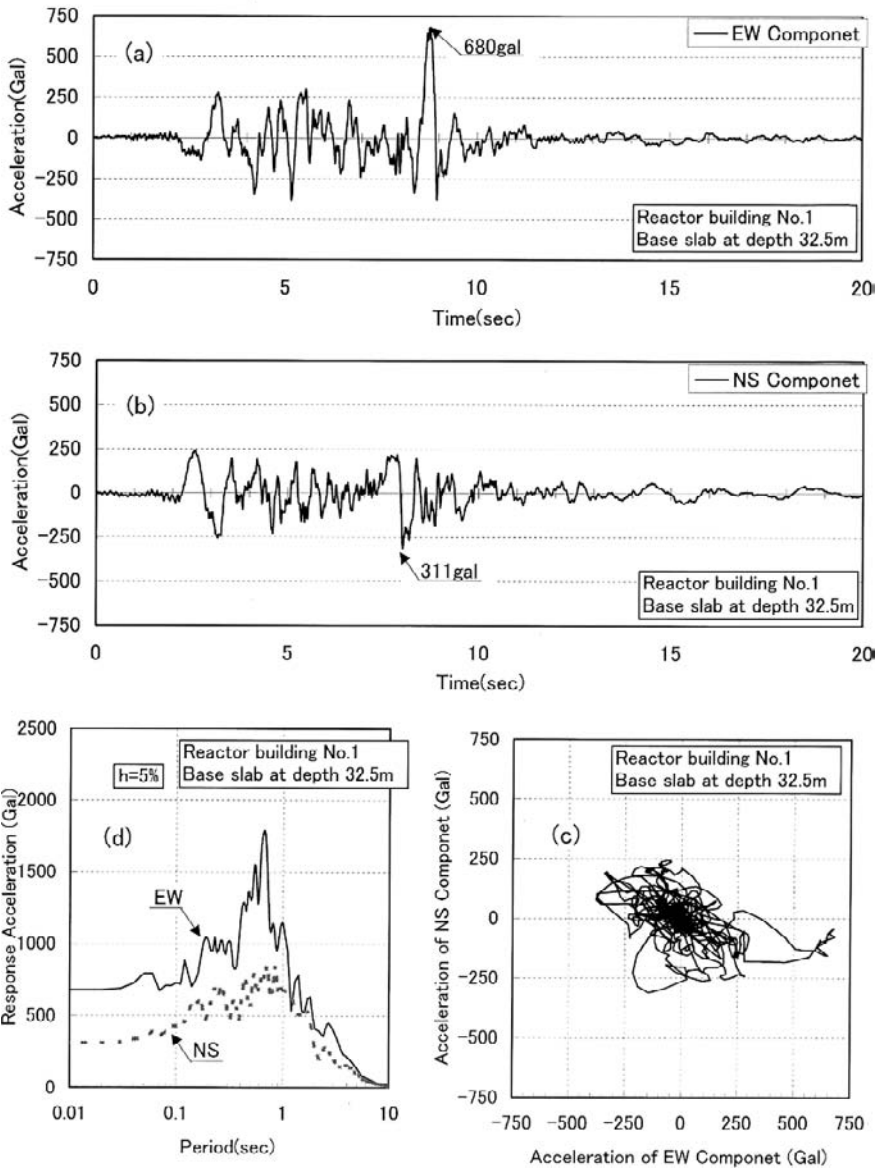 750
500
250
0
-250
-500
-750
Acceleration(Gal)
(a)
680gal
EW Componet
Reactor building No.1
Base slab at depth 32.5m
0 5 10 15 20
Time(sec)
750
500
250
0
-250
-500
-750
Acceleration(Gal)
(b)
311gal
NS Componet
Reactor building No.1
Base slab at depth 32.5m
0 5 10 15 20
Time(sec)
2500
2000
1500
1000
500
0
Response Acceleration (Gal)
h=5%
Reactor building No.1
Base slab at depth 32.5m
(d)
EW
NS
0.01 0.1 1 10
Period(sec)
750
500
250
0
-250
-500
-750
Acceleration of NS Componet (Gal)
Reactor building No.1
Base slab at depth 32.5m
(c)
-750 -500 -250 0 250 500 750
Acceleration of EW Componet (Gal)